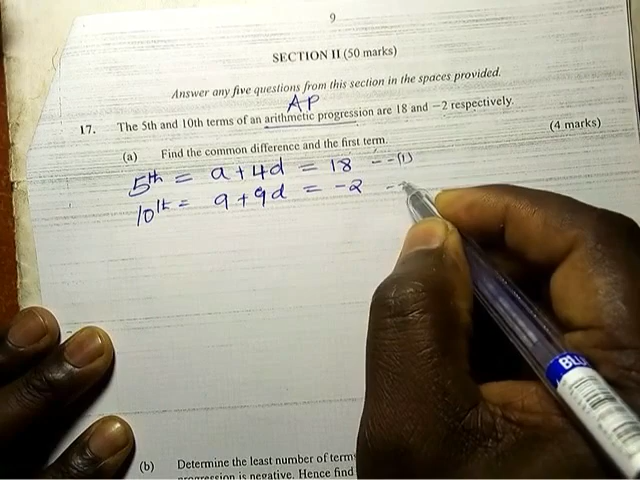 9
SECTION II (50 marks)
Answer any five questions from this section in the spaces provided.
AP
17. The 5th and 10th terms of an arithmetic progression are 18 and −2 respectively.
(a) Find the common difference and the first term. (4 marks)
5th = a + 4d = 18 --(1)
10th = a + 9d = -2 -
(b) Determine the least number of term
progression is negative. Hence find
BLU